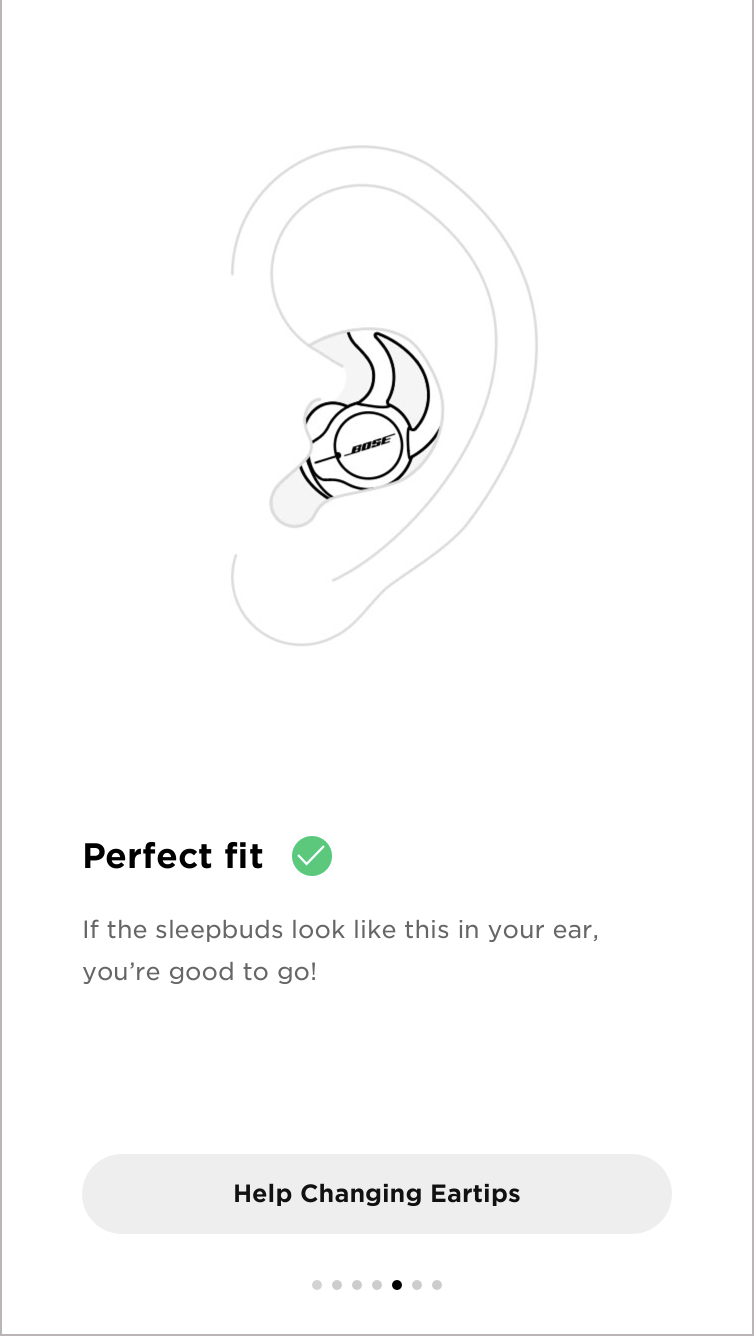 BOSE
Perfect fit
If the sleepbuds look like this in your ear,
you’re good to go!
Help Changing Eartips